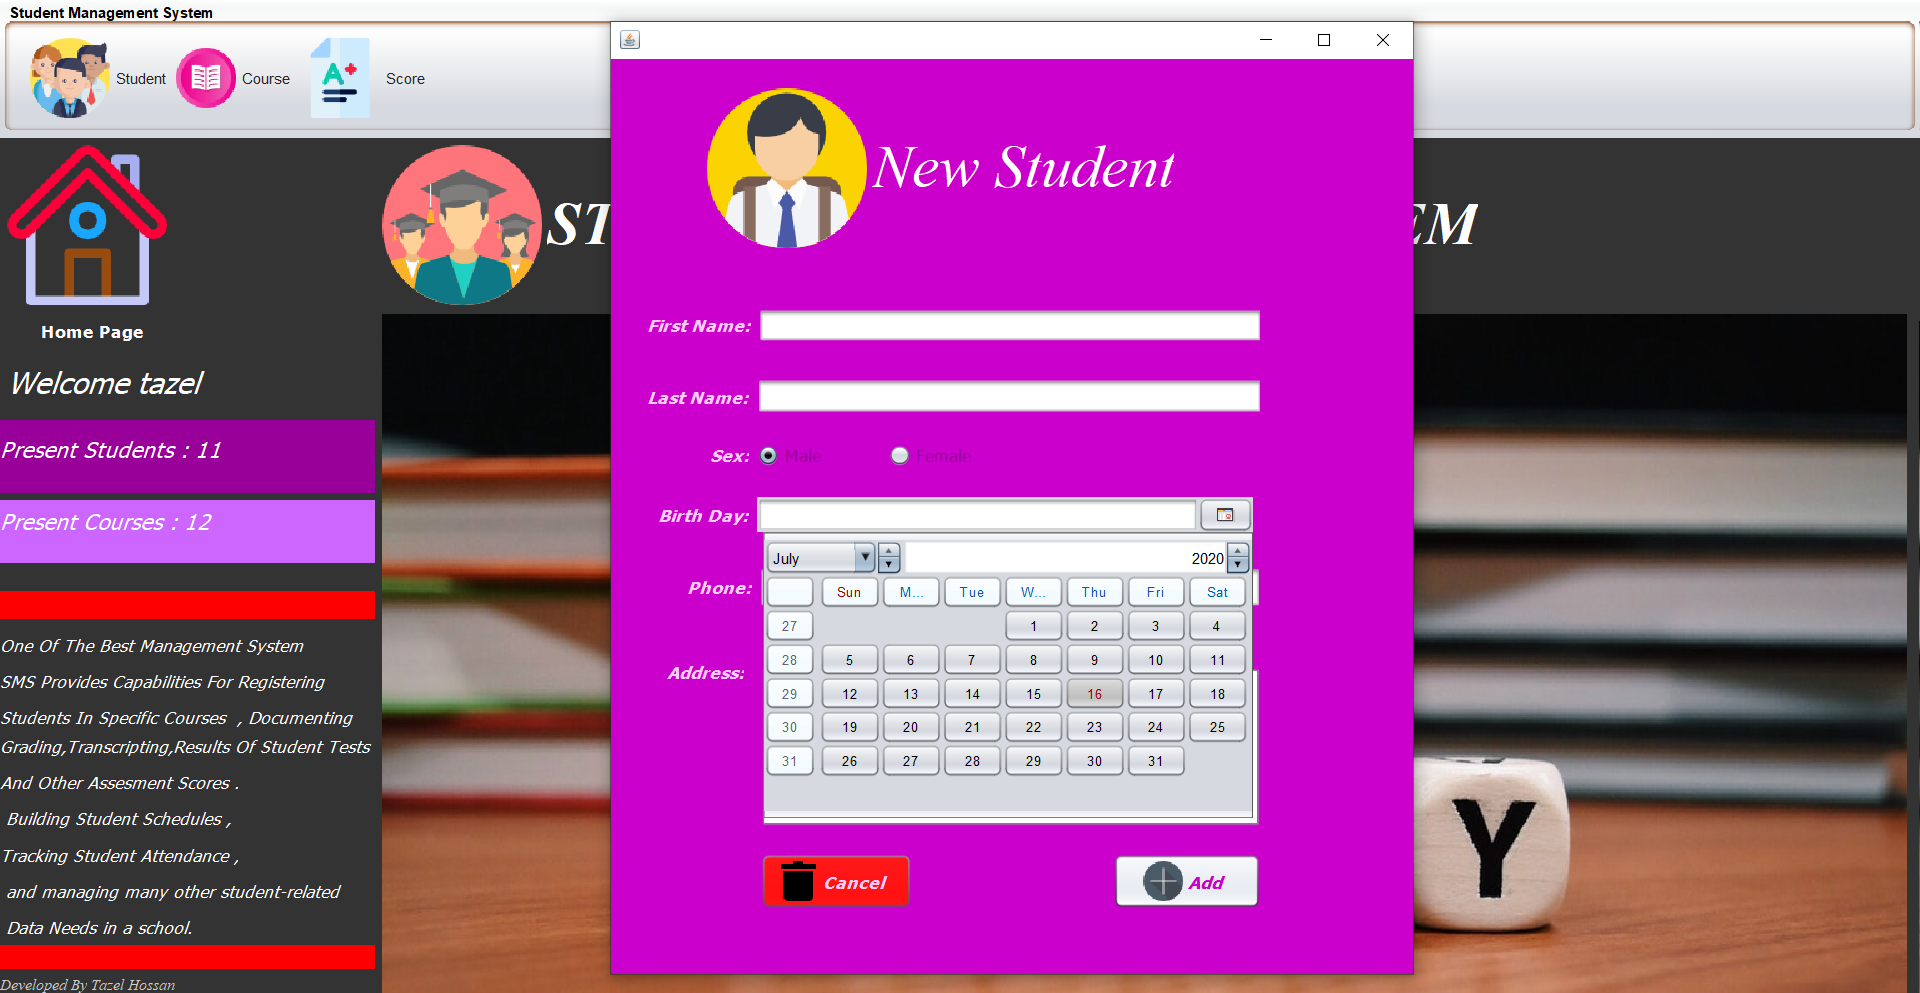 Student Management System
Student
Course
A+
Score
New Student
Home Page
Welcome tazel
Present Students : 11
Present Courses : 12
One Of The Best Management System
SMS Provides Capabilities For Registering
Students In Specific Courses , Documenting
Grading,Transcripting,Results Of Student Tests
And Other Assesment Scores .
Building Student Schedules ,
Tracking Student Attendance ,
and managing many other student-related
Data Needs in a school.
Developed By Tazel Hossan
ST
EM
First Name:
Last Name:
Sex: Male Female
Birth Day:
July 2020
Phone:
Sun M... Tue W... Thu Fri Sat
27 1 2 3 4
28 5 6 7 8 9 10 11
Address:
29 12 13 14 15 16 17 18
30 19 20 21 22 23 24 25
31 26 27 28 29 30 31
Cancel
Add
Y